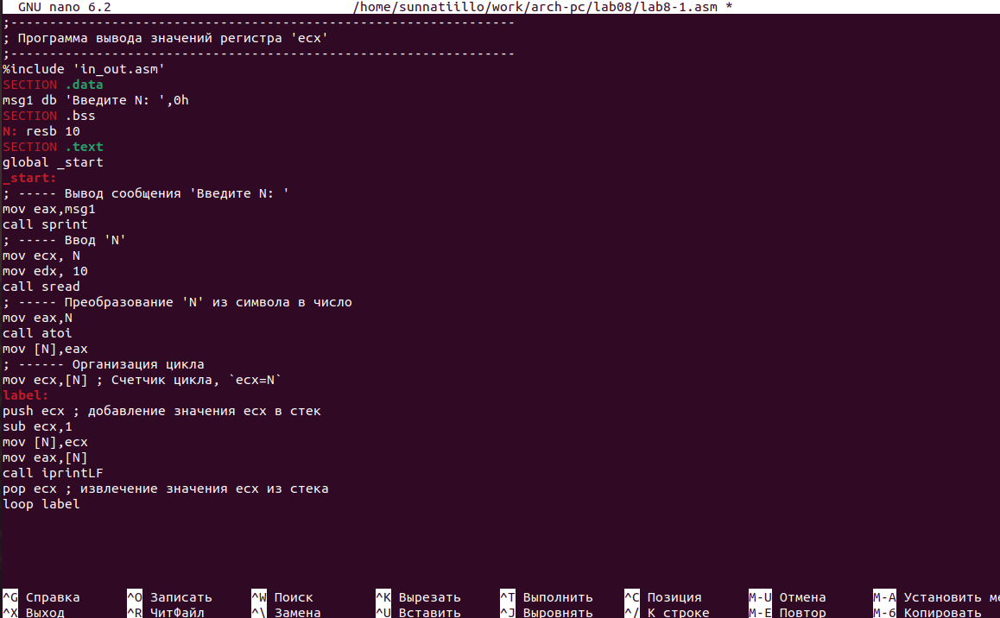 GNU nano 6.2 /home/sunnatillo/work/arch-pc/lab08/lab8-1.asm *
;-----------------------------------------------------------------
; Программа вывода значений регистра 'ecx'
;-----------------------------------------------------------------
%include 'in_out.asm'
SECTION .data
msg1 db 'Введите N: ',0h
SECTION .bss
N: resb 10
SECTION .text
global _start
_start:
; ----- Вывод сообщения 'Введите N: '
mov eax,msg1
call sprint
; ----- Ввод 'N'
mov ecx, N
mov edx, 10
call sread
; ----- Преобразование 'N' из символа в число
mov eax,N
call atoi
mov [N],eax
; ------ Организация цикла
mov ecx,[N] ; Счетчик цикла, `ecx=N`
label:
push ecx ; добавление значения ecx в стек
sub ecx,1
mov [N],ecx
mov eax,[N]
call iprintLF
pop ecx ; извлечение значения ecx из стека
loop label
^G Справка ^O Записать ^W Поиск ^K Вырезать ^T Выполнить ^C Позиция M-U Отмена M-A Установить
^X Выход ^R ЧитФайл ^\ Замена ^U Вставить ^J Выровнять ^/ К строке M-E Повтор M-6 Копировать